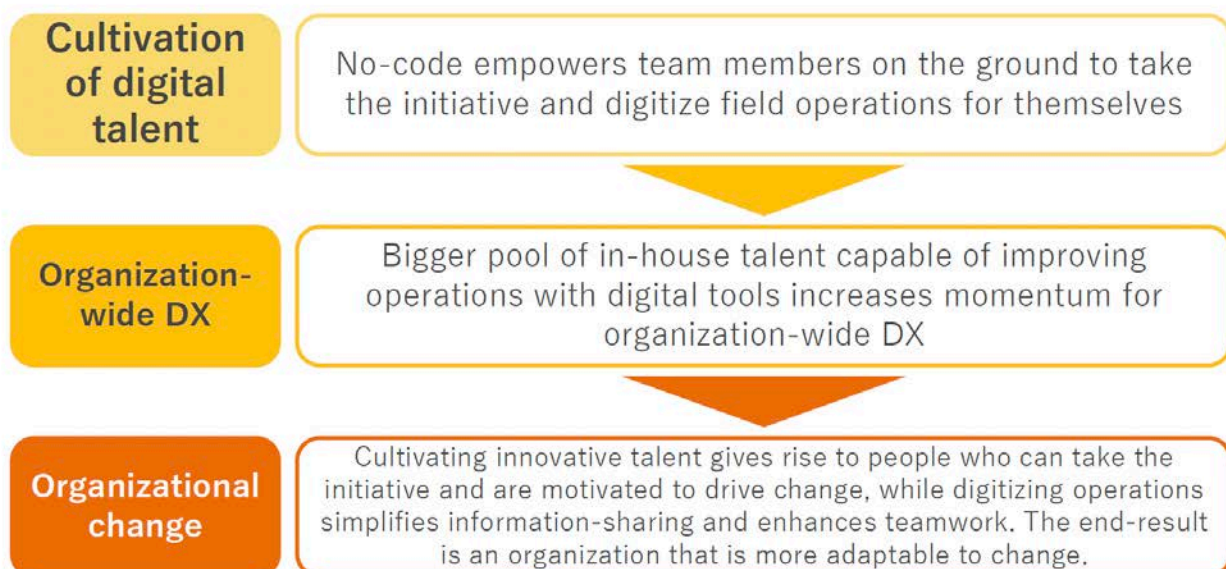 Cultivation
of digital
talent
No-code empowers team members on the ground to take
the initiative and digitize field operations for themselves
Organization-
wide DX
Bigger pool of in-house talent capable of improving
operations with digital tools increases momentum for
organization-wide DX
Organizational
change
Cultivating innovative talent gives rise to people who can take the
initiative and are motivated to drive change, while digitizing operations
simplifies information-sharing and enhances teamwork. The end-result
is an organization that is more adaptable to change.